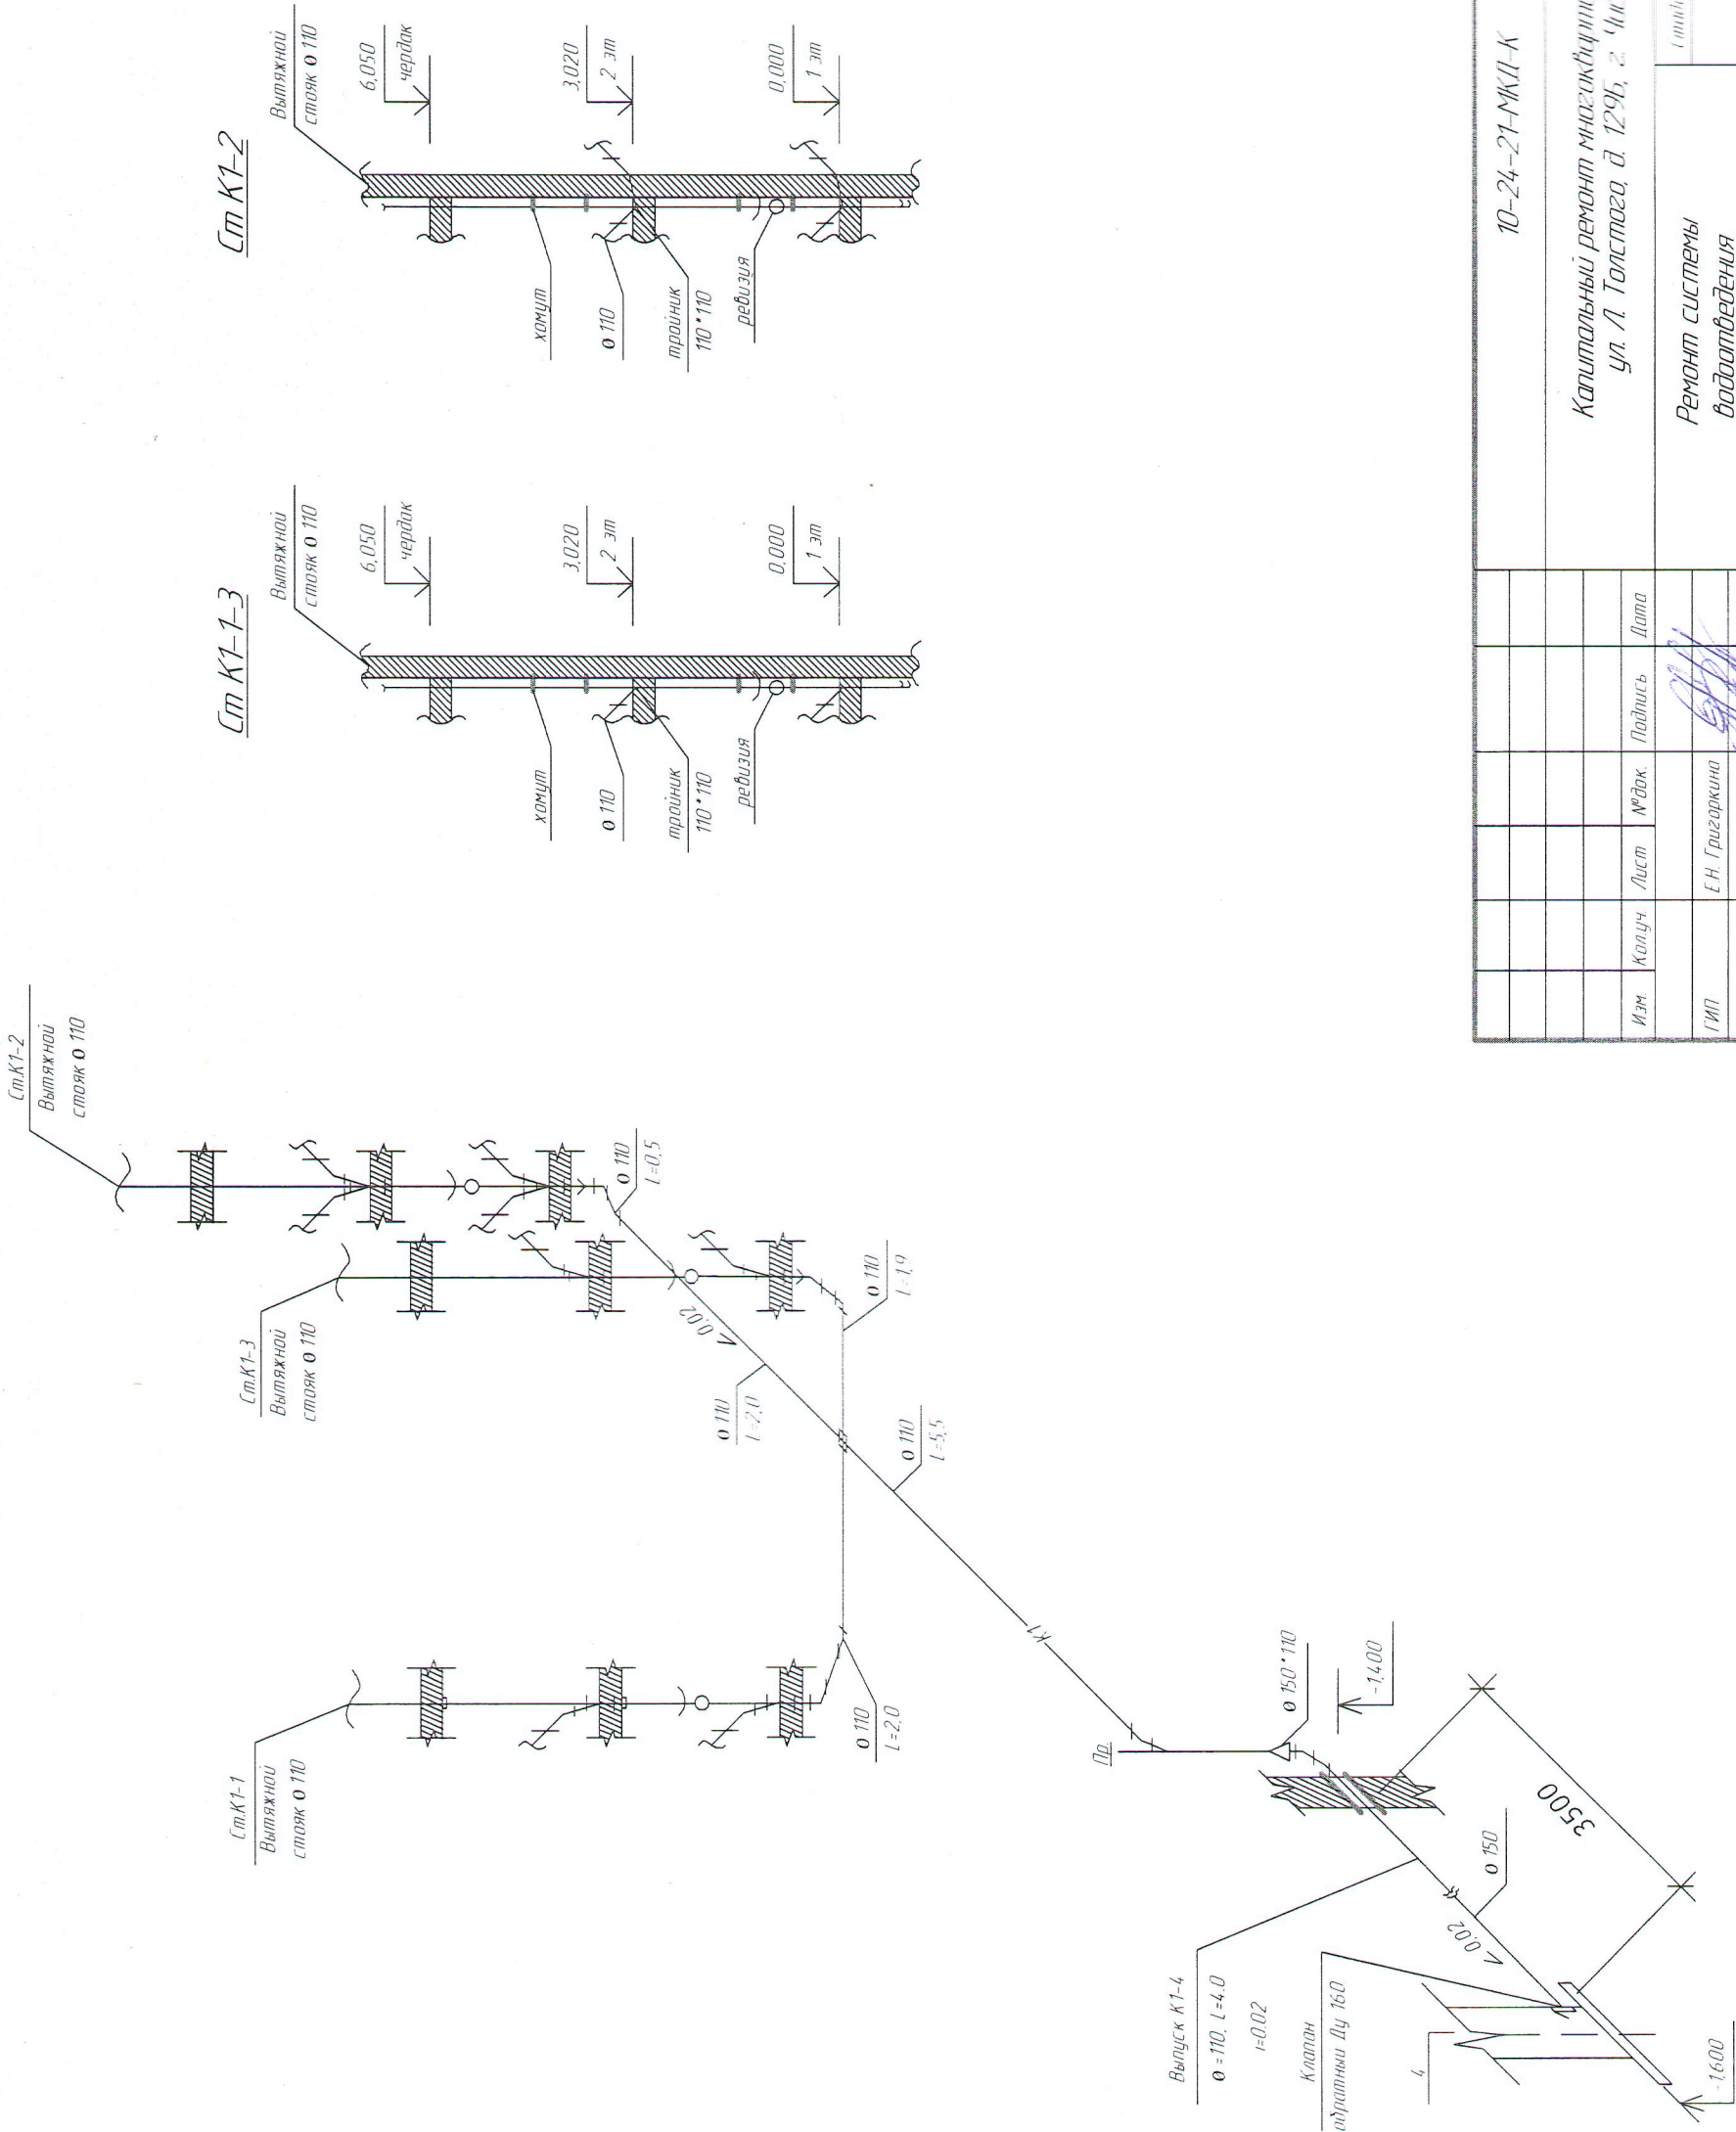 Ст К1-2
Вытяжной
стояк о 110
6,050
чердак
3,020
2 эт
0,000
1 эт
хомут
о 110
тройник
110*110
ревизия
Ст К1-1-3
Вытяжной
стояк о 110
6,050
чердак
3,020
2 эт
0,000
1 эт
хомут
о 110
тройник
110*110
ревизия
Ст.К1-2
Вытяжной
стояк о 110
Ст.К1-3
Вытяжной
стояк о 110
Ст.К1-1
Вытяжной
стояк о 110
о 110
L=0,5
о 110
L=1,9
0,02
о 110
L=2,0
о 110
L=5,5
о 110
L=2,0
К1
Пр.
о 150*110
-1,400
Выпуск К1-4
о =110, L=4.0
i=0.02
о 150
0,02
3500
Клапан
обратный Ду 160
4
-1,600
10-24-21-МКД-К
Капитальный ремонт
ул. Л. Толстого, д. 129Б, г.
Изм. Кол.уч. Лист №док. Подпись Дата
ГИП Е.Н. Григоркина
Ремонт системы
водоотведения